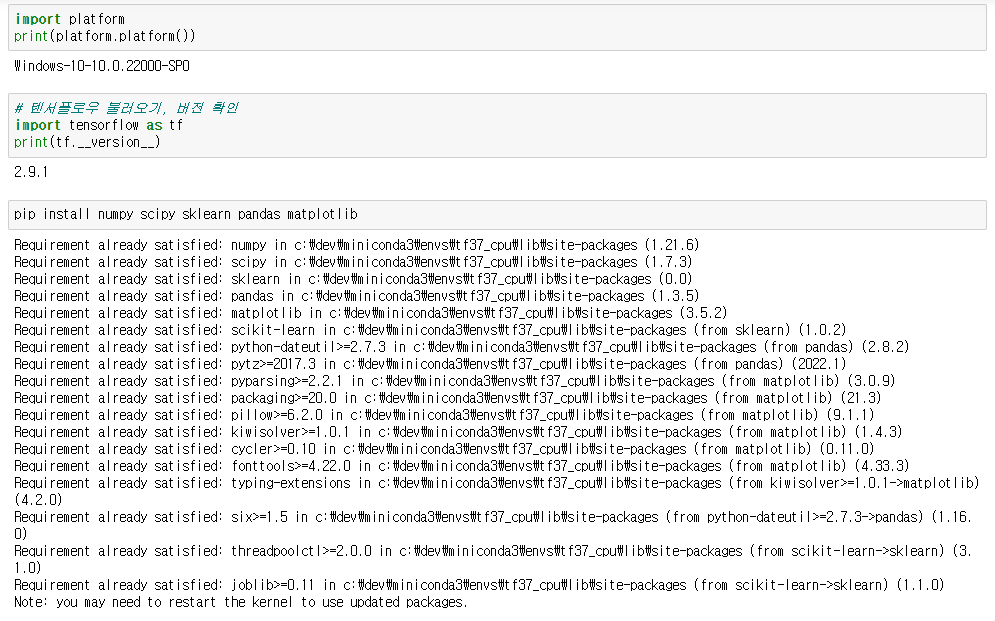 import platform
print(platform.platform())
Windows-10-10.0.22000-SP0
# 텐서플로우 불러오기, 버전 확인
import tensorflow as tf
print(tf.__version__)
2.9.1
pip install numpy scipy sklearn pandas matplotlib
Requirement already satisfied: numpy in c:₩dev₩miniconda3₩envs₩tf37_cpu₩lib₩site-packages (1.21.6)
Requirement already satisfied: scipy in c:₩dev₩miniconda3₩envs₩tf37_cpu₩lib₩site-packages (1.7.3)
Requirement already satisfied: sklearn in c:₩dev₩miniconda3₩envs₩tf37_cpu₩lib₩site-packages (0.0)
Requirement already satisfied: pandas in c:₩dev₩miniconda3₩envs₩tf37_cpu₩lib₩site-packages (1.3.5)
Requirement already satisfied: matplotlib in c:₩dev₩miniconda3₩envs₩tf37_cpu₩lib₩site-packages (3.5.2)
Requirement already satisfied: scikit-learn in c:₩dev₩miniconda3₩envs₩tf37_cpu₩lib₩site-packages (from sklearn) (1.0.2)
Requirement already satisfied: python-dateutil>=2.7.3 in c:₩dev₩miniconda3₩envs₩tf37_cpu₩lib₩site-packages (from pandas) (2.8.2)
Requirement already satisfied: pytz>=2017.3 in c:₩dev₩miniconda3₩envs₩tf37_cpu₩lib₩site-packages (from pandas) (2022.1)
Requirement already satisfied: pyparsing>=2.2.1 in c:₩dev₩miniconda3₩envs₩tf37_cpu₩lib₩site-packages (from matplotlib) (3.0.9)
Requirement already satisfied: packaging>=20.0 in c:₩dev₩miniconda3₩envs₩tf37_cpu₩lib₩site-packages (from matplotlib) (21.3)
Requirement already satisfied: pillow>=6.2.0 in c:₩dev₩miniconda3₩envs₩tf37_cpu₩lib₩site-packages (from matplotlib) (9.1.1)
Requirement already satisfied: kiwisolver>=1.0.1 in c:₩dev₩miniconda3₩envs₩tf37_cpu₩lib₩site-packages (from matplotlib) (1.4.3)
Requirement already satisfied: cycler>=0.10 in c:₩dev₩miniconda3₩envs₩tf37_cpu₩lib₩site-packages (from matplotlib) (0.11.0)
Requirement already satisfied: fonttools>=4.22.0 in c:₩dev₩miniconda3₩envs₩tf37_cpu₩lib₩site-packages (from matplotlib) (4.33.3)
Requirement already satisfied: typing-extensions in c:₩dev₩miniconda3₩envs₩tf37_cpu₩lib₩site-packages (from kiwisolver>=1.0.1->matplotlib)
(4.2.0)
Requirement already satisfied: six>=1.5 in c:₩dev₩miniconda3₩envs₩tf37_cpu₩lib₩site-packages (from python-dateutil>=2.7.3->pandas) (1.16.
0)
Requirement already satisfied: threadpoolctl>=2.0.0 in c:₩dev₩miniconda3₩envs₩tf37_cpu₩lib₩site-packages (from scikit-learn->sklearn) (3.
1.0)
Requirement already satisfied: joblib>=0.11 in c:₩dev₩miniconda3₩envs₩tf37_cpu₩lib₩site-packages (from scikit-learn->sklearn) (1.1.0)
Note: you may need to restart the kernel to use updated packages.